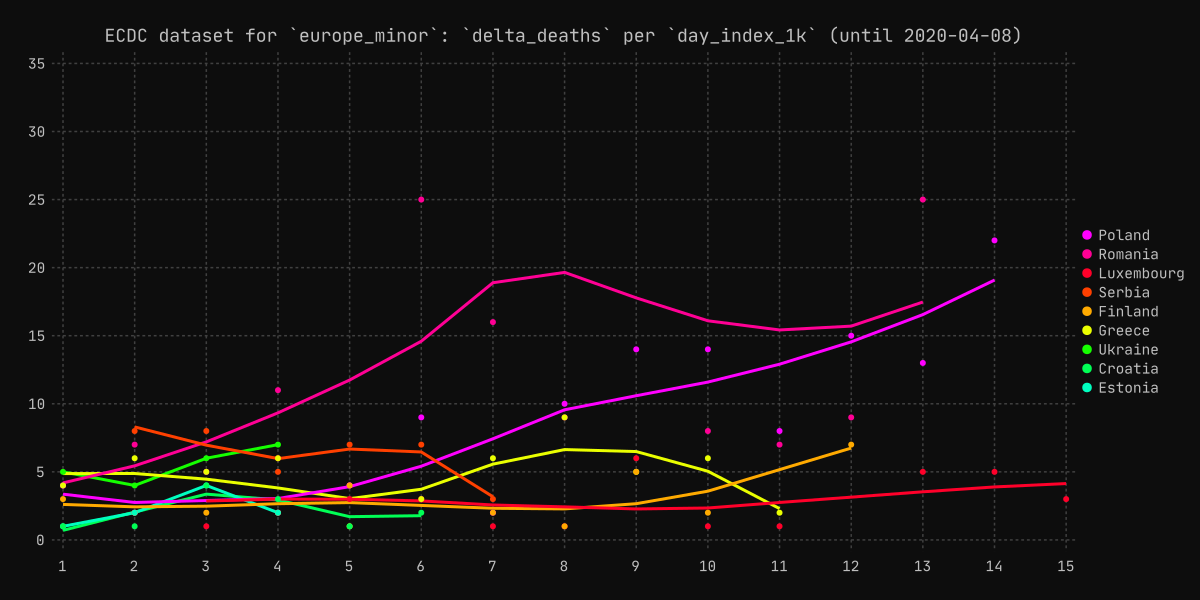 ECDC dataset for `europe_minor`: `delta_deaths` per `day_index_1k` (until 2020-04-08)
35
30
25
20
15
10
5
0
1 2 3 4 5 6 7 8 9 10 11 12 13 14 15
Poland
Romania
Luxembourg
Serbia
Finland
Greece
Ukraine
Croatia
Estonia